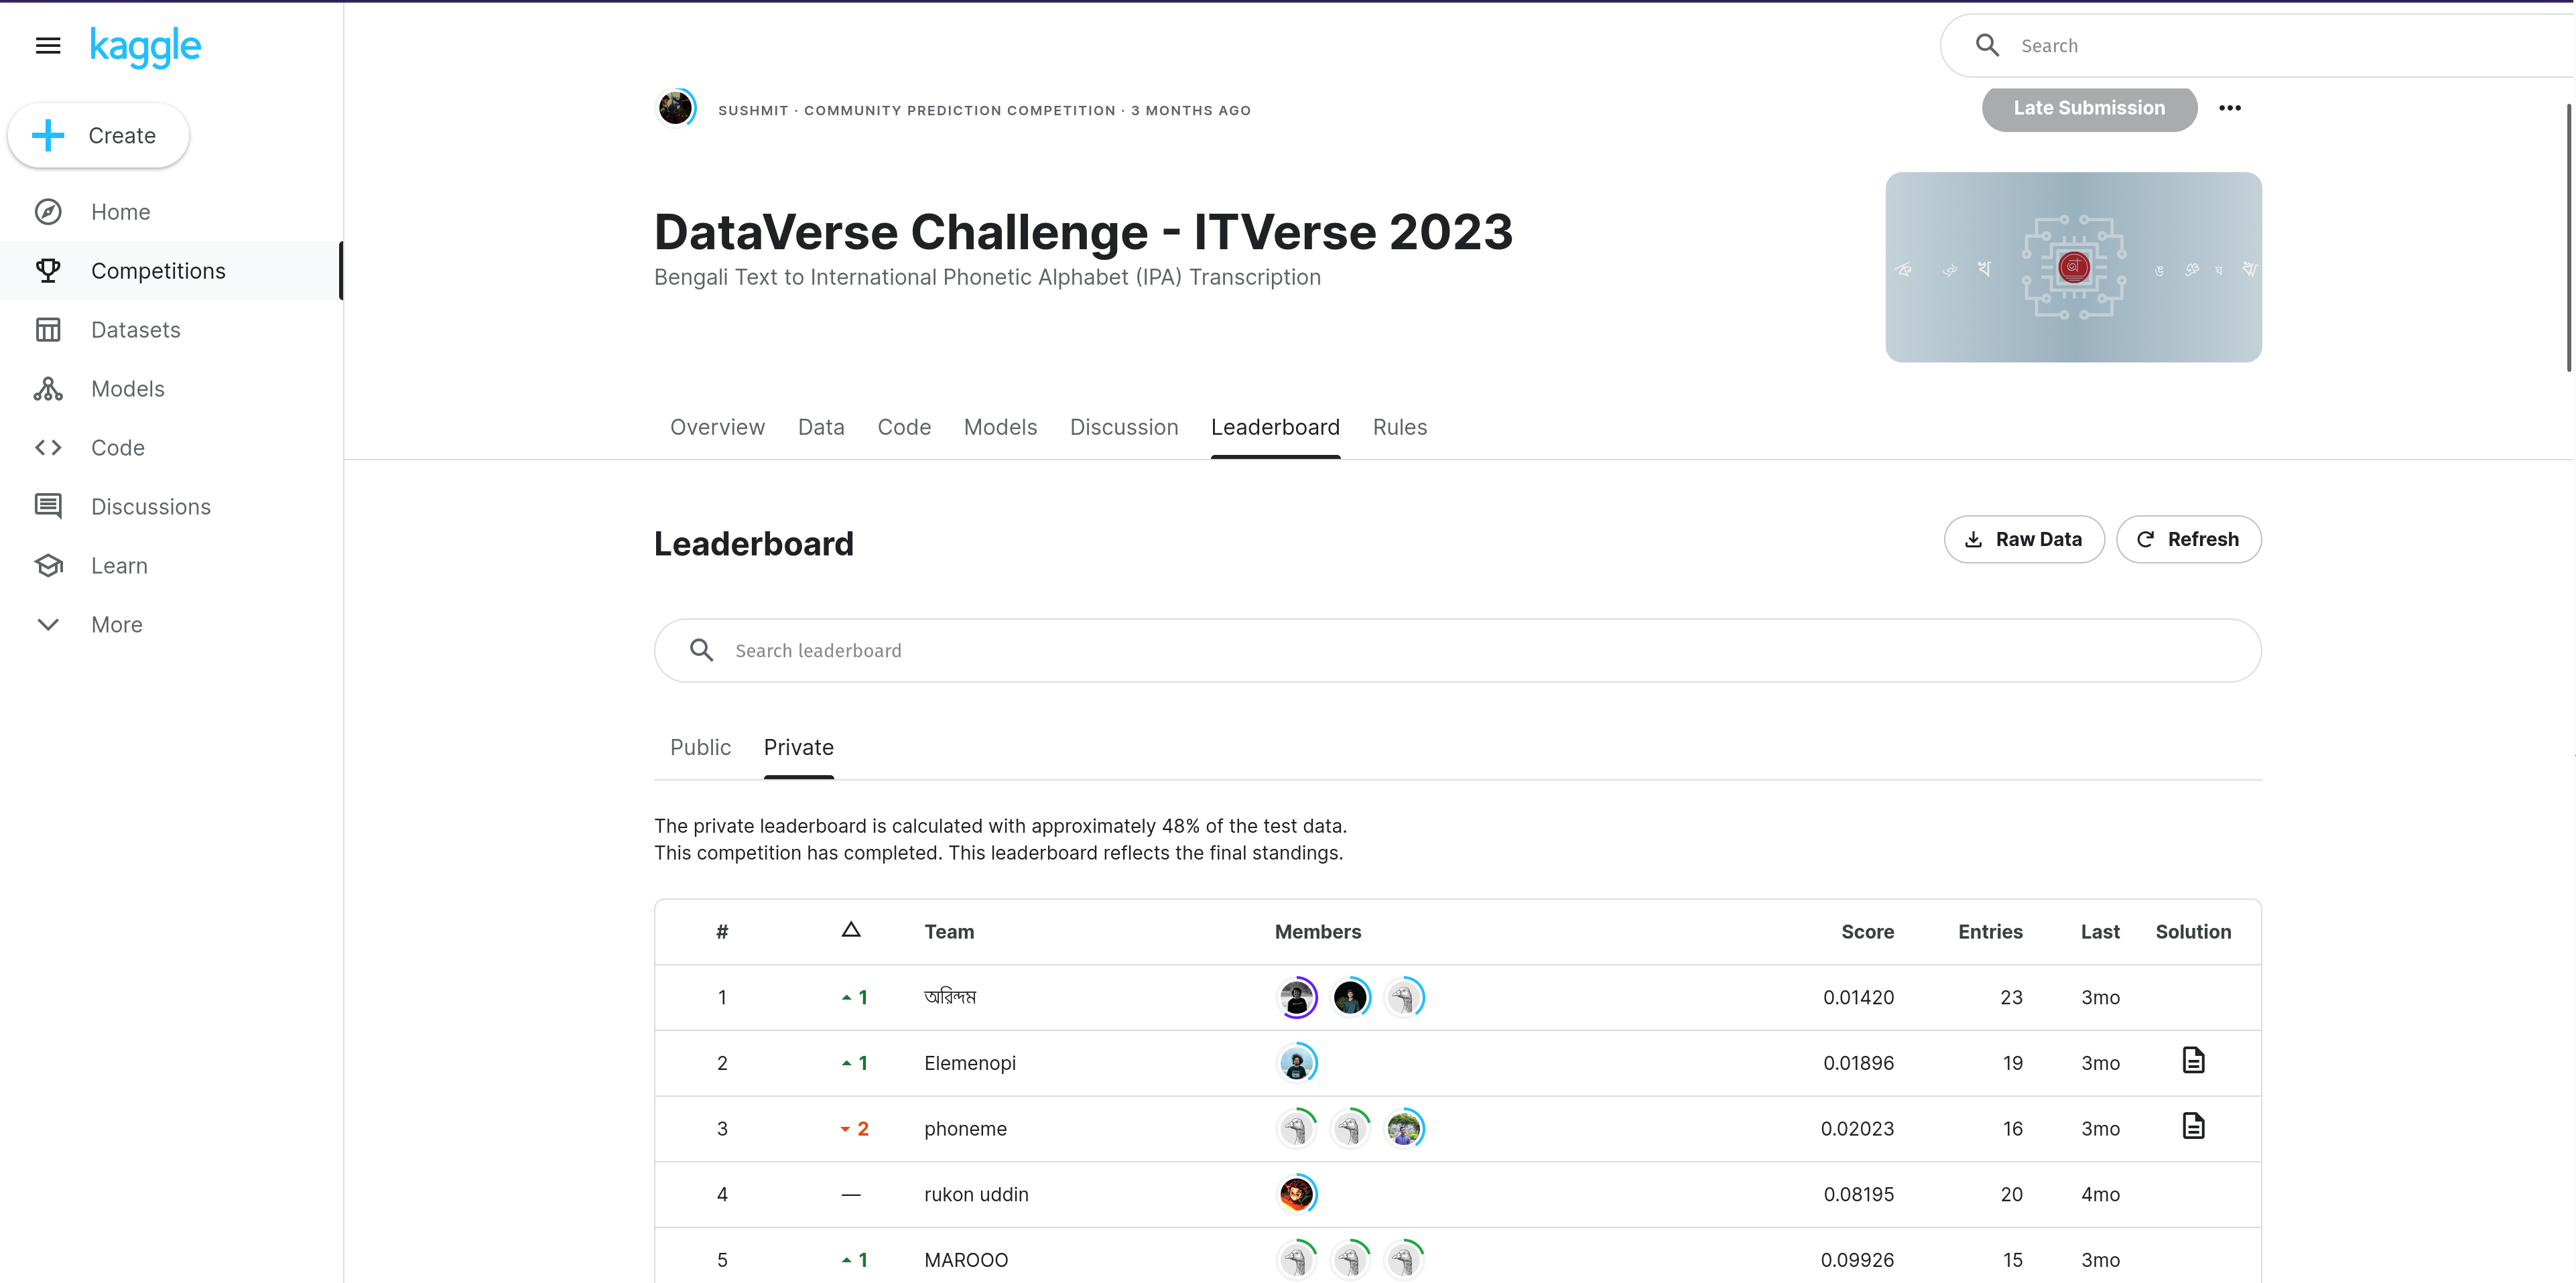 kaggle
Search
Create
Home
Competitions
Datasets
Models
Code
Discussions
Learn
More
SUSHMIT · COMMUNITY PREDICTION COMPETITION · 3 MONTHS AGO
Late Submission
DataVerse Challenge - ITVerse 2023
Bengali Text to International Phonetic Alphabet (IPA) Transcription
Overview Data Code Models Discussion Leaderboard Rules
Leaderboard
Raw Data Refresh
Search leaderboard
Public Private
The private leaderboard is calculated with approximately 48% of the test data.
This competition has completed. This leaderboard reflects the final standings.
# △ Team Members Score Entries Last Solution
1 1 অরিন্দম 0.01420 23 3mo
2 1 Elemenopi 0.01896 19 3mo
3 2 phoneme 0.02023 16 3mo
4 — rukon uddin 0.08195 20 4mo
5 1 MAROOO 0.09926 15 3mo